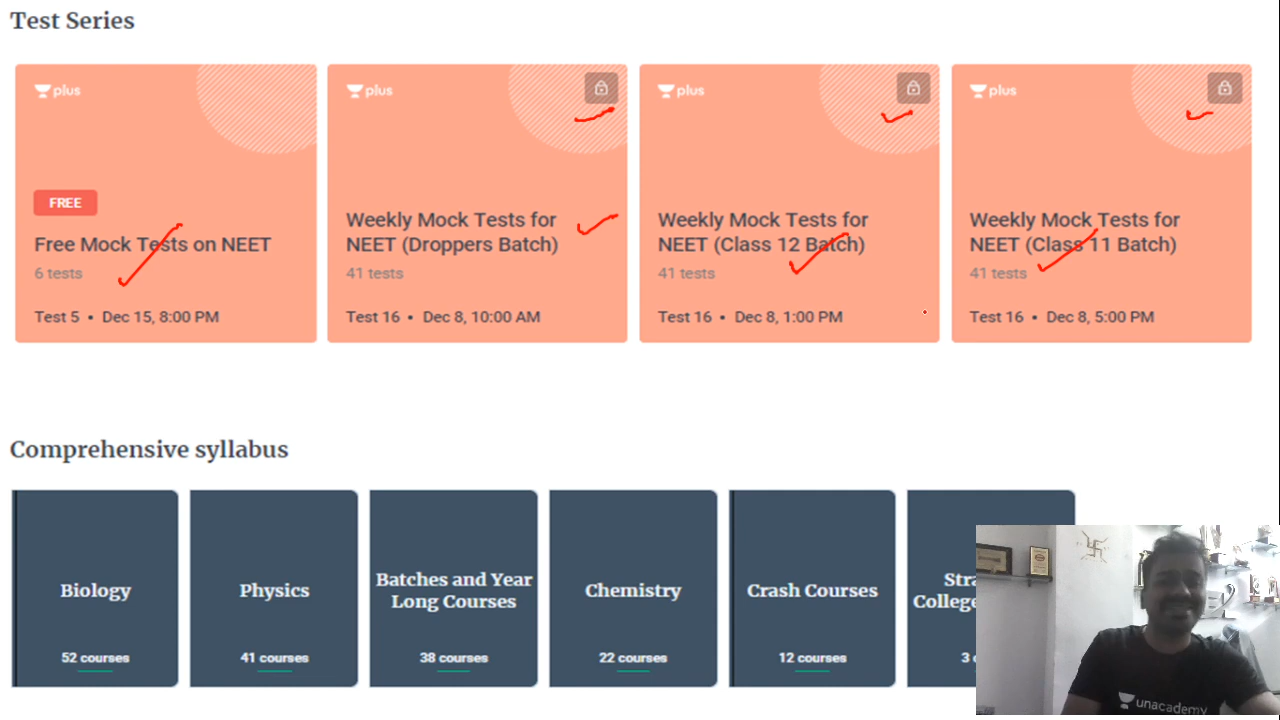 Test Series
plus
plus
plus
plus
FREE
Free Mock Tests on NEET
6 tests
Test 5 • Dec 15, 8:00 PM
Weekly Mock Tests for
NEET (Droppers Batch)
41 tests
Test 16 • Dec 8, 10:00 AM
Weekly Mock Tests for
NEET (Class 12 Batch)
41 tests
Test 16 • Dec 8, 1:00 PM
Weekly Mock Tests for
NEET (Class 11 Batch)
41 tests
Test 16 • Dec 8, 5:00 PM
Comprehensive syllabus
Biology
52 courses
Physics
41 courses
Batches and Year
Long Courses
38 courses
Chemistry
22 courses
Crash Courses
12 courses
College
3
unacademy